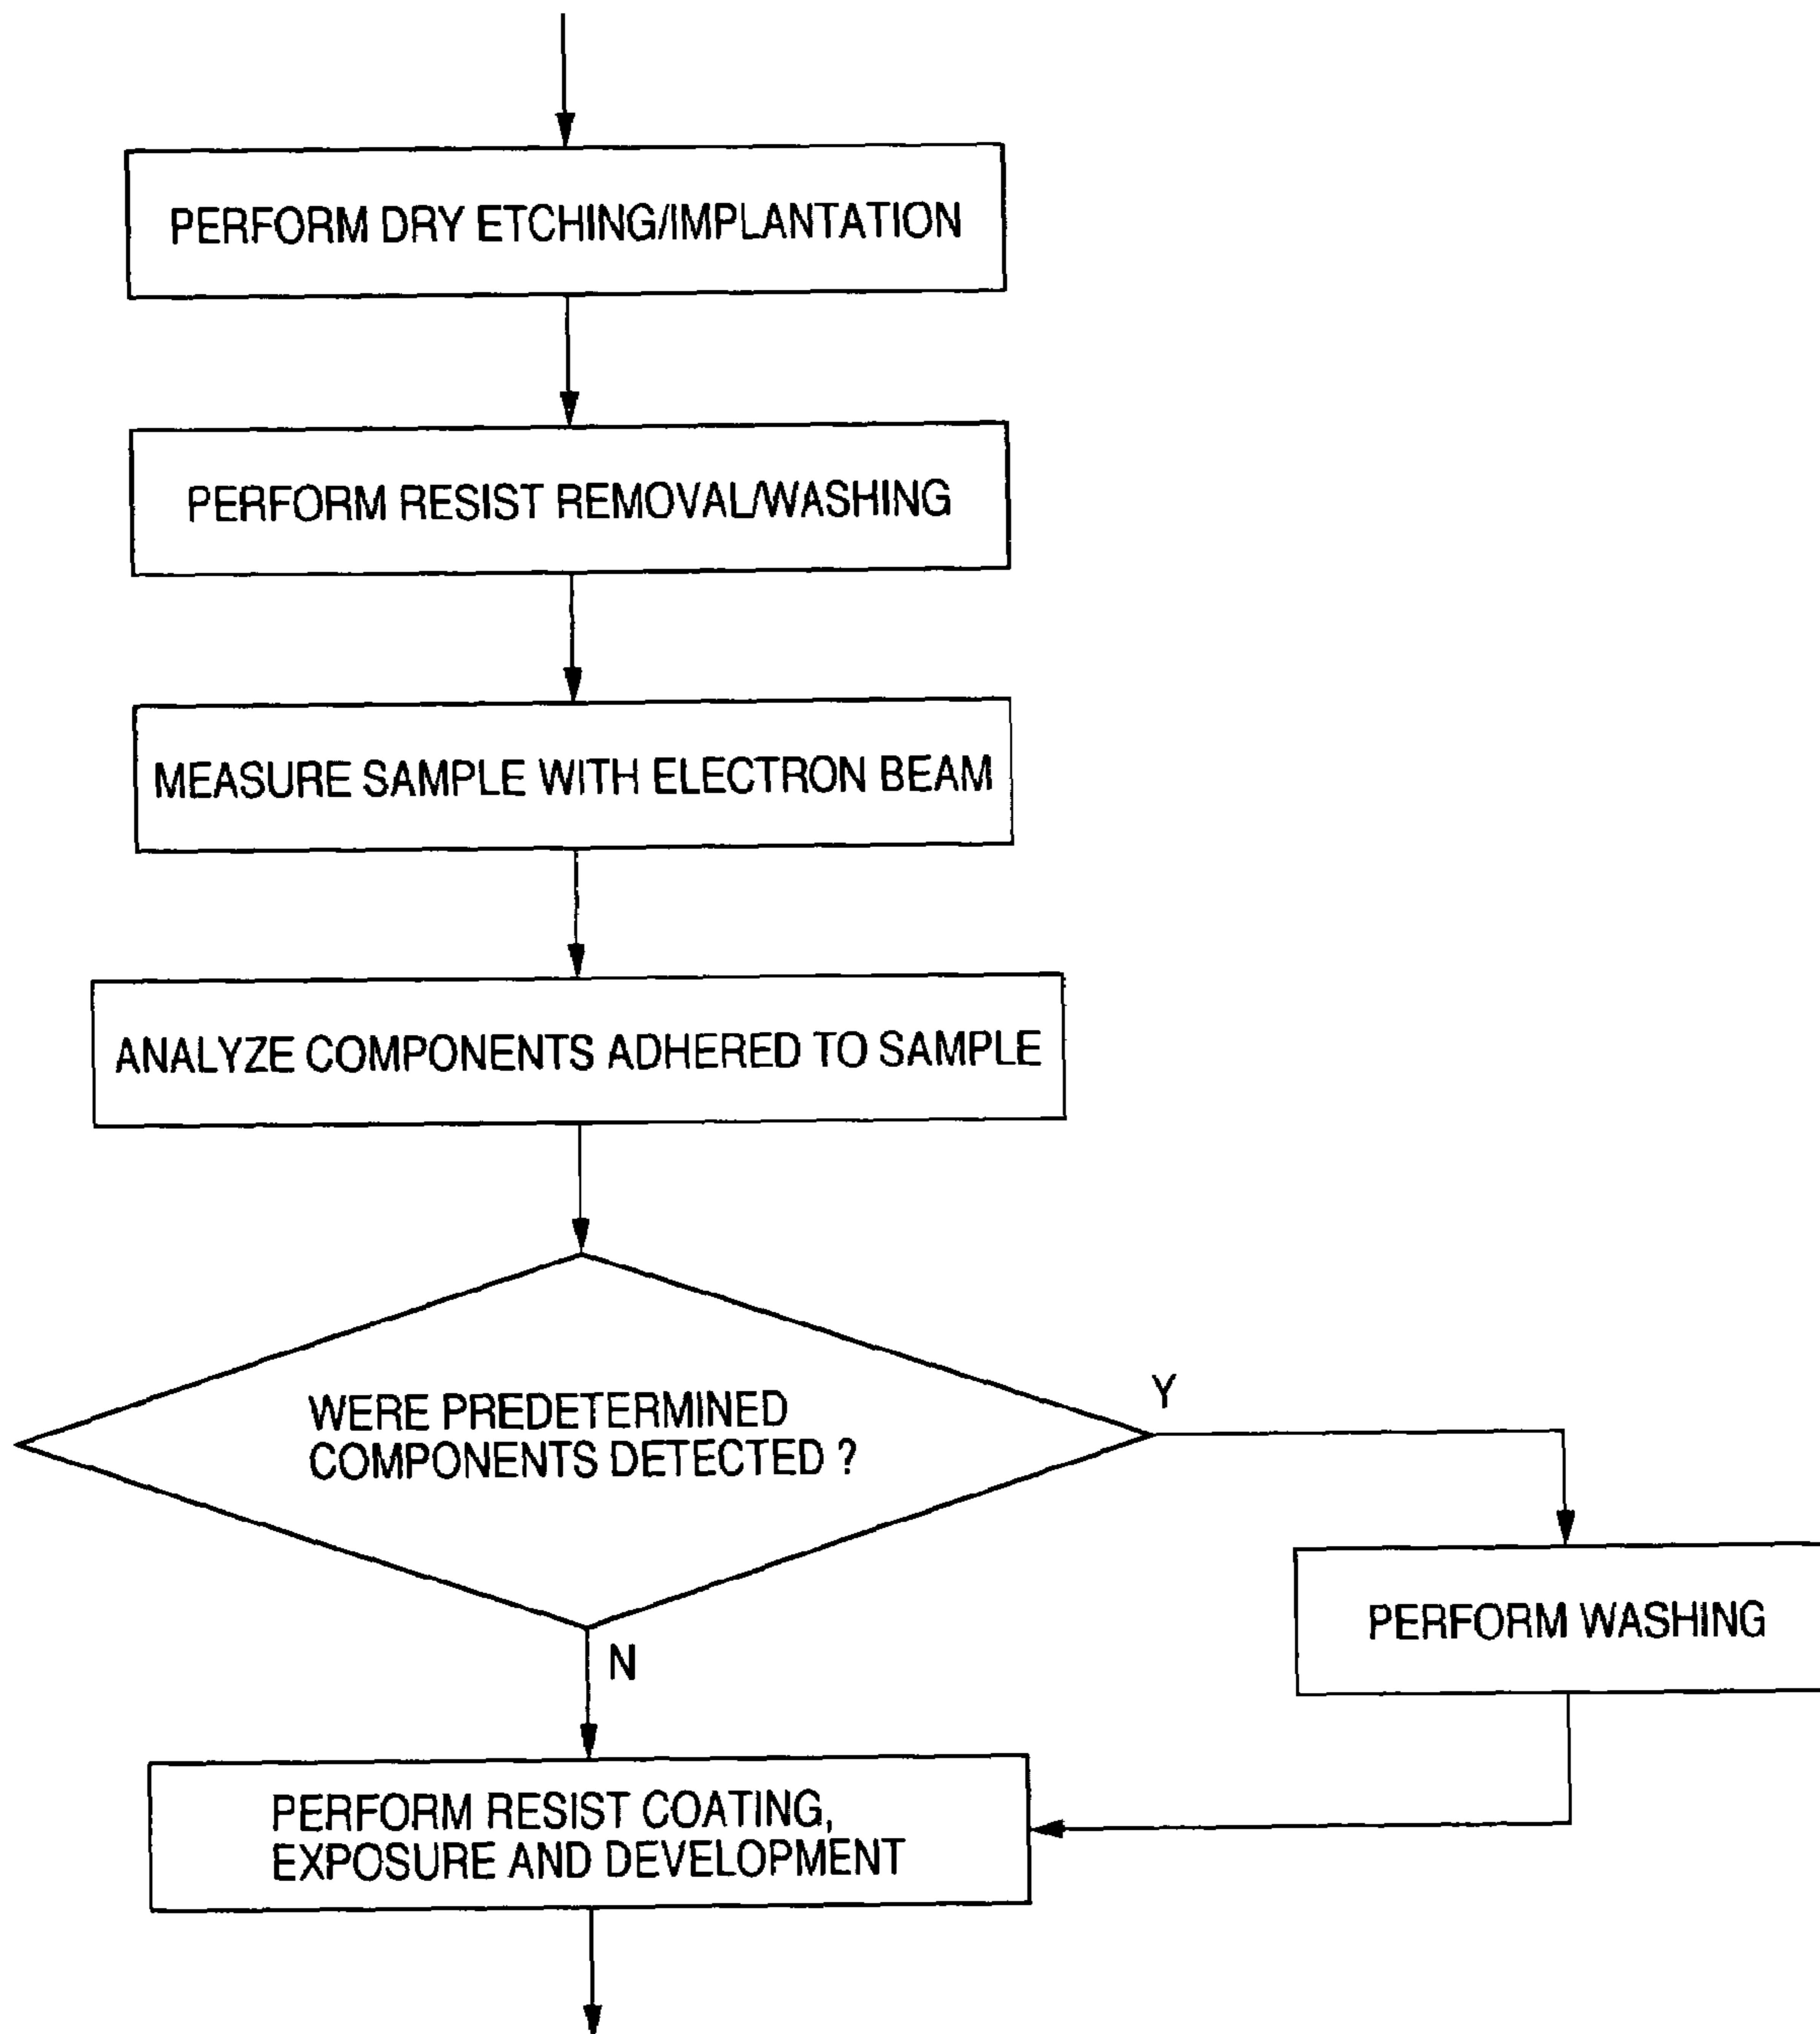 PERFORM DRY ETCHING/IMPLANTATION
PERFORM RESIST REMOVAL/WASHING
MEASURE SAMPLE WITH ELECTRON BEAM
ANALYZE COMPONENTS ADHERED TO SAMPLE
WERE PREDETERMINED
COMPONENTS DETECTED ?
Y
PERFORM WASHING
N
PERFORM RESIST COATING,
EXPOSURE AND DEVELOPMENT